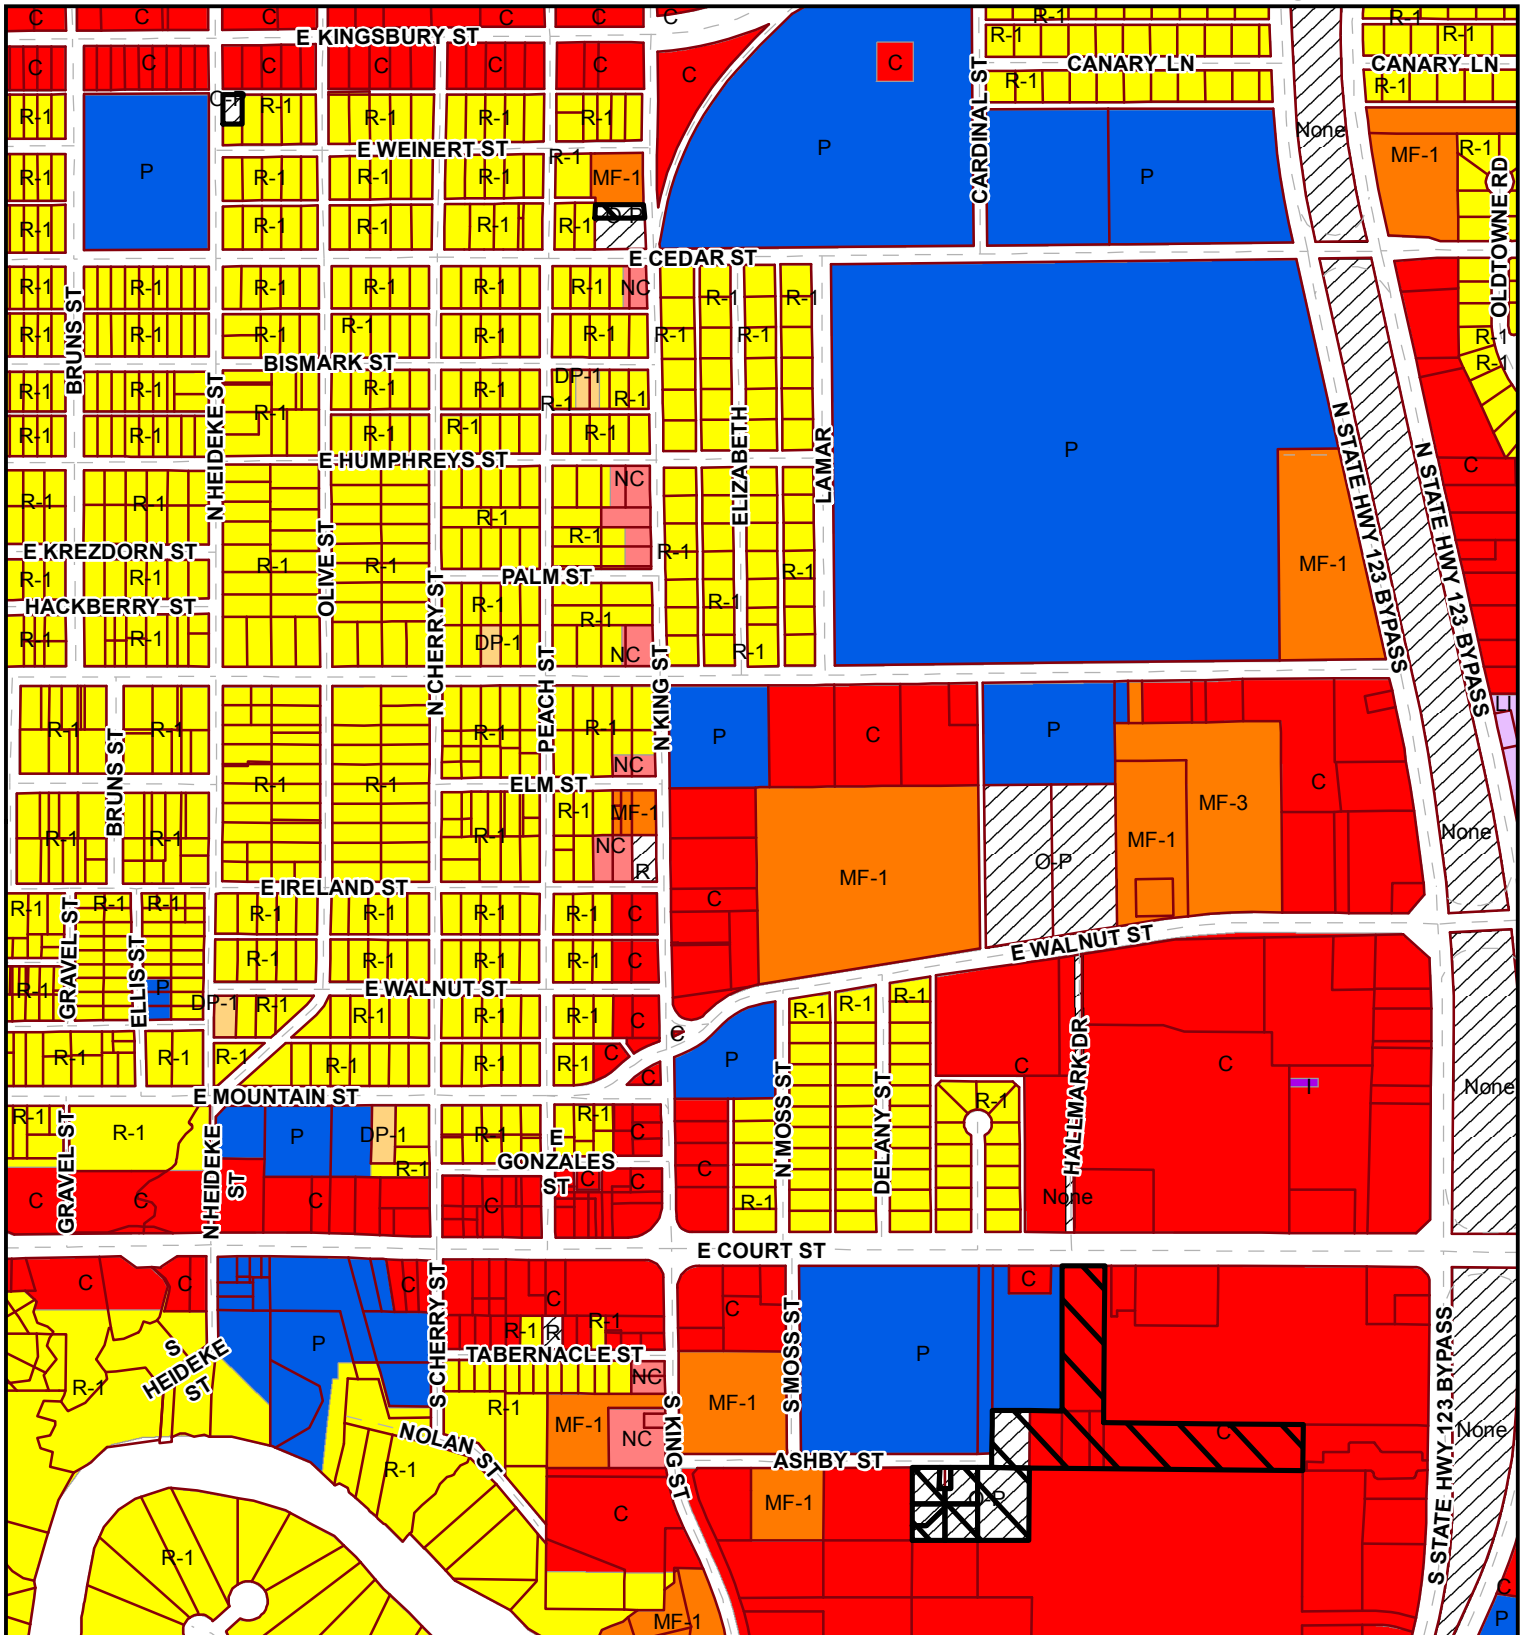 C
C
C
C
C
C
C
R-1
R-1
E KINGSBURY ST
R-1
R-1
C
C
C
C
C
C
C
C
CANARY LN
CANARY LN
R-1
R-1
O-P
R-1
R-1
R-1
R-1
R-1
CARDINAL ST
None
P
P
P
E WEINERT ST
R-1
MF-1
R-1
R-1
R-1
R-1
R-1
MF-1
OLDTOWNE RD
R-1
R-1
R-1
R-1
R-1
O-P
E CEDAR ST
R-1
R-1
R-1
R-1
R-1
R-1
NC
R-1
R-1
BRUNS ST
R-1
R-1
R-1
R-1
R-1
R-1
R-1
R-1
R-1
R-1
BISMARK ST
R-1
DP-1
R-1
R-1
R-1
R-1
R-1
R-1
R-1
N HEIDEKE ST
R-1
R-1
R-1
R-1
R-1
ELIZABETH
LAMAR
P
N STATE HWY 123 BYPASS
N STATE HWY 123 BYPASS
C
E HUMPHREYS ST
NC
R-1
R-1
R-1
R-1
E KREZDORN ST
R-1
R-1
R-1
R-1
OLIVE ST
R-1
R-1
R-1
MF-1
PALM ST
HACKBERRY ST
R-1
R-1
R-1
N CHERRY ST
R-1
R-1
DP-1
NC
R-1
PEACH ST
N KING ST
LI
R-1
R-1
R-1
R-1
P
C
P
BRUNS ST
NC
R-1
R-1
ELM ST
C
MF-3
R-1
R-1
R-1
R-1
MF-1
NC
R
MF-1
O-P
MF-1
None
E IRELAND ST
R-1
R-1
R-1
R-1
R-1
R-1
R-1
C
C
GRAVEL ST
ELLIS ST
R-1
R-1
R-1
R-1
C
E WALNUT ST
R-1
P
E WALNUT ST
DP-1
R-1
R-1
R-1
R-1
C
R-1
R-1
R-1
C
R-1
R-1
R-1
R-1
R-1
R-1
C
C
P
N MOSS ST
DELANY ST
C
HALLMARK DR
C
I
None
E MOUNTAIN ST
R-1
R-1
P
DP-1
R-1
R-1
R-1
C
R-1
GRAVEL ST
N HEIDEKE ST
E GONZALES ST
C
C
C
C
C
C
C
C
R-1
None
E COURT ST
C
C
C
C
C
C
R-1
R
R-1
P
P
S HEIDEKE ST
S CHERRY ST
TABERNACLE ST
S MOSS ST
NC
R-1
R-1
MF-1
NC
MF-1
C
None
NOLAN ST
R-1
S KING ST
ASHBY ST
S STATE HWY 123 BYPASS
C
MF-1
O-P
R-1
C
P
MF-1